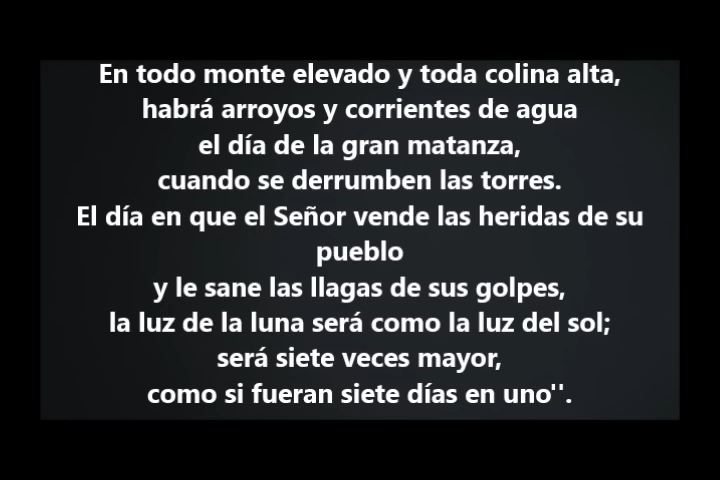 En todo monte elevado y toda colina alta,
habrá arroyos y corrientes de agua
el día de la gran matanza,
cuando se derrumben las torres.
El día en que el Señor vende las heridas de su
pueblo
y le sane las llagas de sus golpes,
la luz de la luna será como la luz del sol;
será siete veces mayor,
como si fueran siete días en uno''.